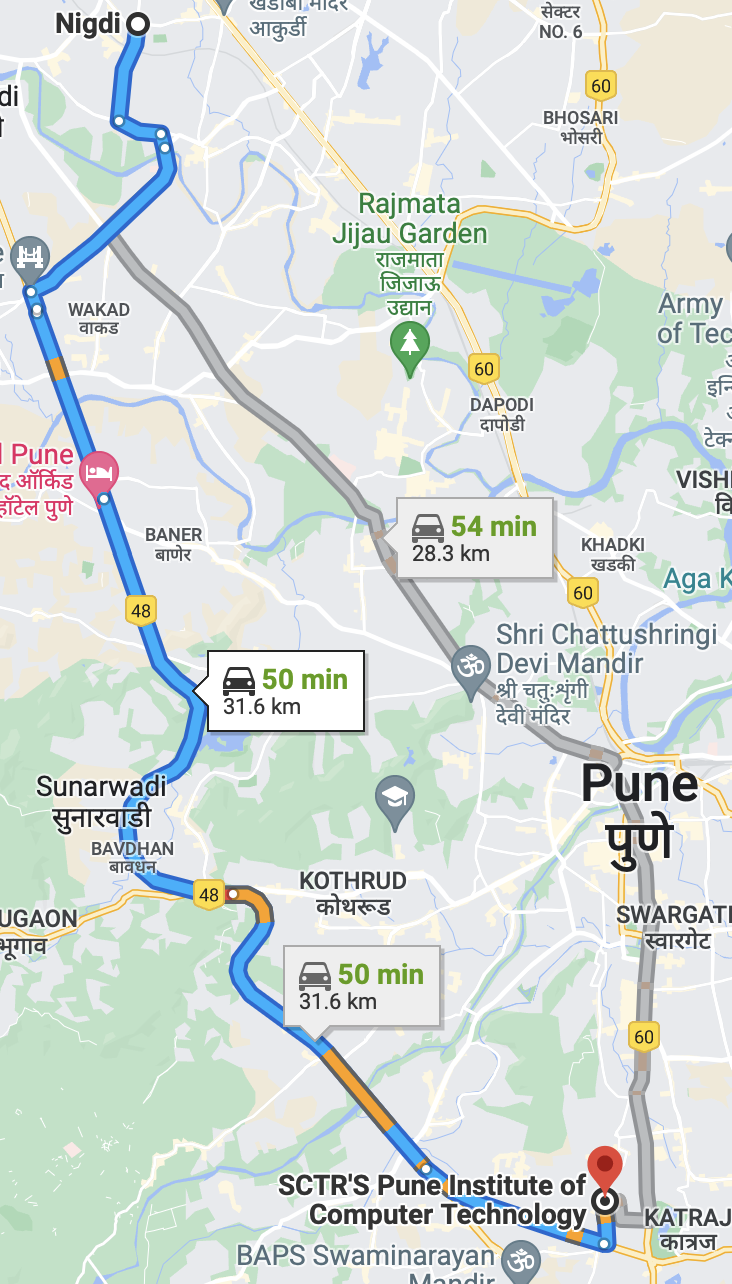 Nigdi
खंडोबा मंदिर
आकुर्डी
सेक्टर
NO. 6
60
di
BHOSARI
भोसरी
Rajmata
Jijau Garden
राजमाता
जिजाऊ
उद्यान
WAKAD
वाकड
Army
of Tec
60
DAPODI
दापोडी
इन्
टेक्न
l Pune
द ऑर्किड
हॉटेल पुणे
VISH
वि
54 min
28.3 km
BANER
बाणेर
KHADKI
खडकी
Aga K
60
48
Shri Chattushringi
Devi Mandir
श्री चतु:शृंगी
देवी मंदिर
50 min
31.6 km
Pune
पुणे
Sunarwadi
सुनारवाडी
BAVDHAN
बावधन
48
KOTHRUD
कोथरूड
UGAON
भूगाव
SWARGAT
स्वारगेट
50 min
31.6 km
60
SCTR'S Pune Institute of
Computer Technology
KATRAJ
कात्रज
BAPS Swaminarayan
Mandir